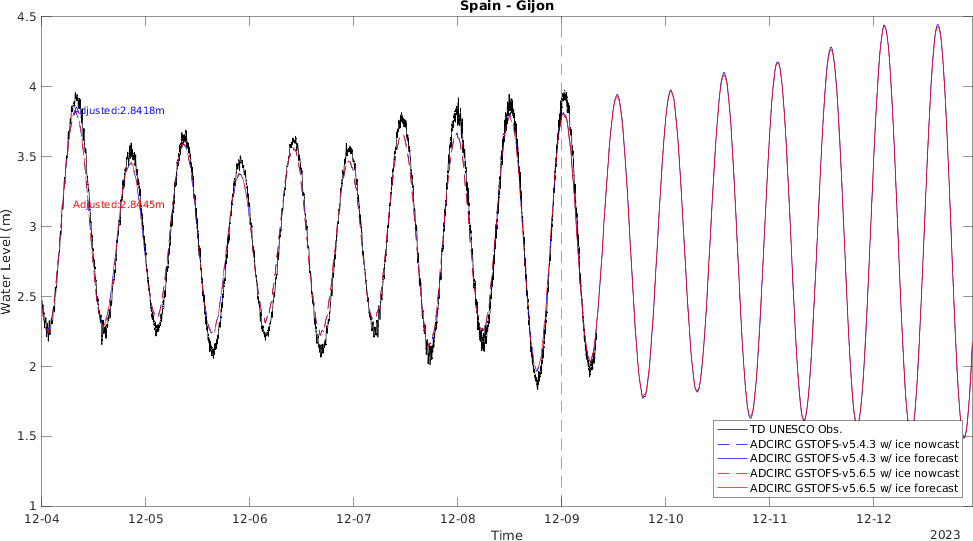 Spain - Gijon
4.5
4
3.5
3
2.5
2
1.5
1
Water Level (m)
Adjusted:2.8418m
Adjusted:2.8445m
TD UNESCO Obs.
ADCIRC GSTOFS-v5.4.3 w/ ice nowcast
ADCIRC GSTOFS-v5.4.3 w/ ice forecast
ADCIRC GSTOFS-v5.6.5 w/ ice nowcast
ADCIRC GSTOFS-v5.6.5 w/ ice forecast
12-04 12-05 12-06 12-07 12-08 12-09 12-10 12-11 12-12
Time
2023